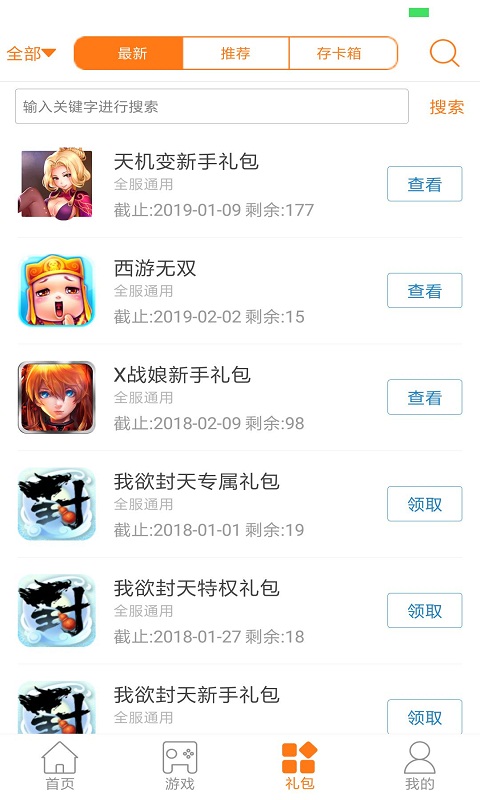 全部
最新
推荐
存卡箱
输入关键字进行搜索
搜索
天机变新手礼包
全服通用
截止:2019-01-09 剩余:177
查看
西游无双
全服通用
截止:2019-02-02 剩余:15
查看
X战娘新手礼包
全服通用
截止:2018-02-09 剩余:98
查看
我欲封天专属礼包
全服通用
截止:2018-01-01 剩余:19
领取
我欲封天特权礼包
全服通用
截止:2018-01-27 剩余:18
领取
我欲封天新手礼包
全服通用
领取
首页
游戏
礼包
我的